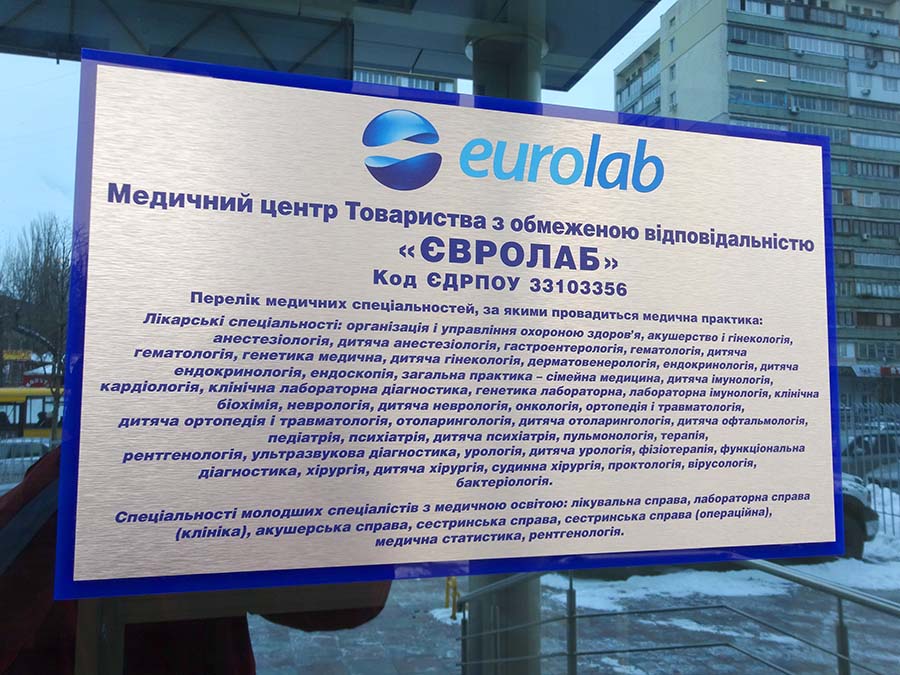 eurolab
Медичний центр Товариства з обмеженою відповідальністю
«ЄВРОЛАБ»
Код ЄДРПОУ 33103356
Перелік медичних спеціальностей, за якими провадиться медична практика:
Лікарські спеціальності: організація і управління охороною здоров'я, акушерство і гінекологія,
анестезіологія, дитяча анестезіологія, гастроентерологія, гематологія, дитяча
гематологія, генетика медична, дитяча гінекологія, дерматовенерологія, ендокринологія, дитяча
ендокринологія, ендоскопія, загальна практика – сімейна медицина, дитяча імунологія,
кардіологія, клінічна лабораторна діагностика, генетика лабораторна, лабораторна імунологія, клінічна
біохімія, неврологія, дитяча неврологія, онкологія, ортопедія і травматологія,
дитяча ортопедія і травматологія, отоларингологія, дитяча отоларингологія, дитяча офтальмологія,
педіатрія, психіатрія, дитяча психіатрія, пульмонологія, терапія,
рентгенологія, ультразвукова діагностика, урологія, дитяча урологія, фізіотерапія, функціональна
діагностика, хірургія, дитяча хірургія, судинна хірургія, проктологія, вірусологія,
бактеріологія.
Спеціальності молодших спеціалістів з медичною освітою: лікувальна справа, лабораторна справа
(клініка), акушерська справа, сестринська справа, сестринська справа (операційна),
медична статистика, рентгенологія.